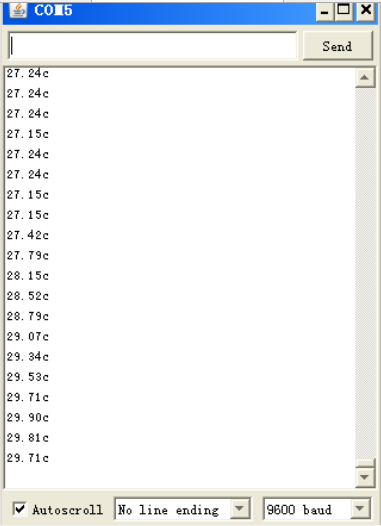 COM5
Send
27.24c
27.24c
27.24c
27.15c
27.24c
27.24c
27.15c
27.15c
27.42c
27.79c
28.15c
28.52c
28.79c
29.07c
29.34c
29.53c
29.71c
29.90c
29.81c
29.71c
Autoscroll No line ending 9600 baud